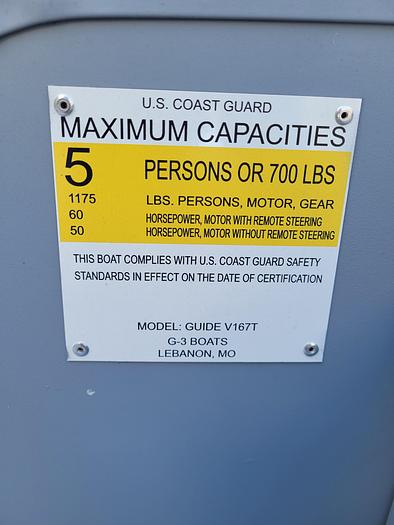 U.S. COAST GUARD
MAXIMUM CAPACITIES
5 PERSONS OR 700 LBS
1175 LBS. PERSONS, MOTOR, GEAR
60 HORSEPOWER, MOTOR WITH REMOTE STEERING
50 HORSEPOWER, MOTOR WITHOUT REMOTE STEERING
THIS BOAT COMPLIES WITH U.S. COAST GUARD SAFETY
STANDARDS IN EFFECT ON THE DATE OF CERTIFICATION
MODEL: GUIDE V167T
G-3 BOATS
LEBANON, MO